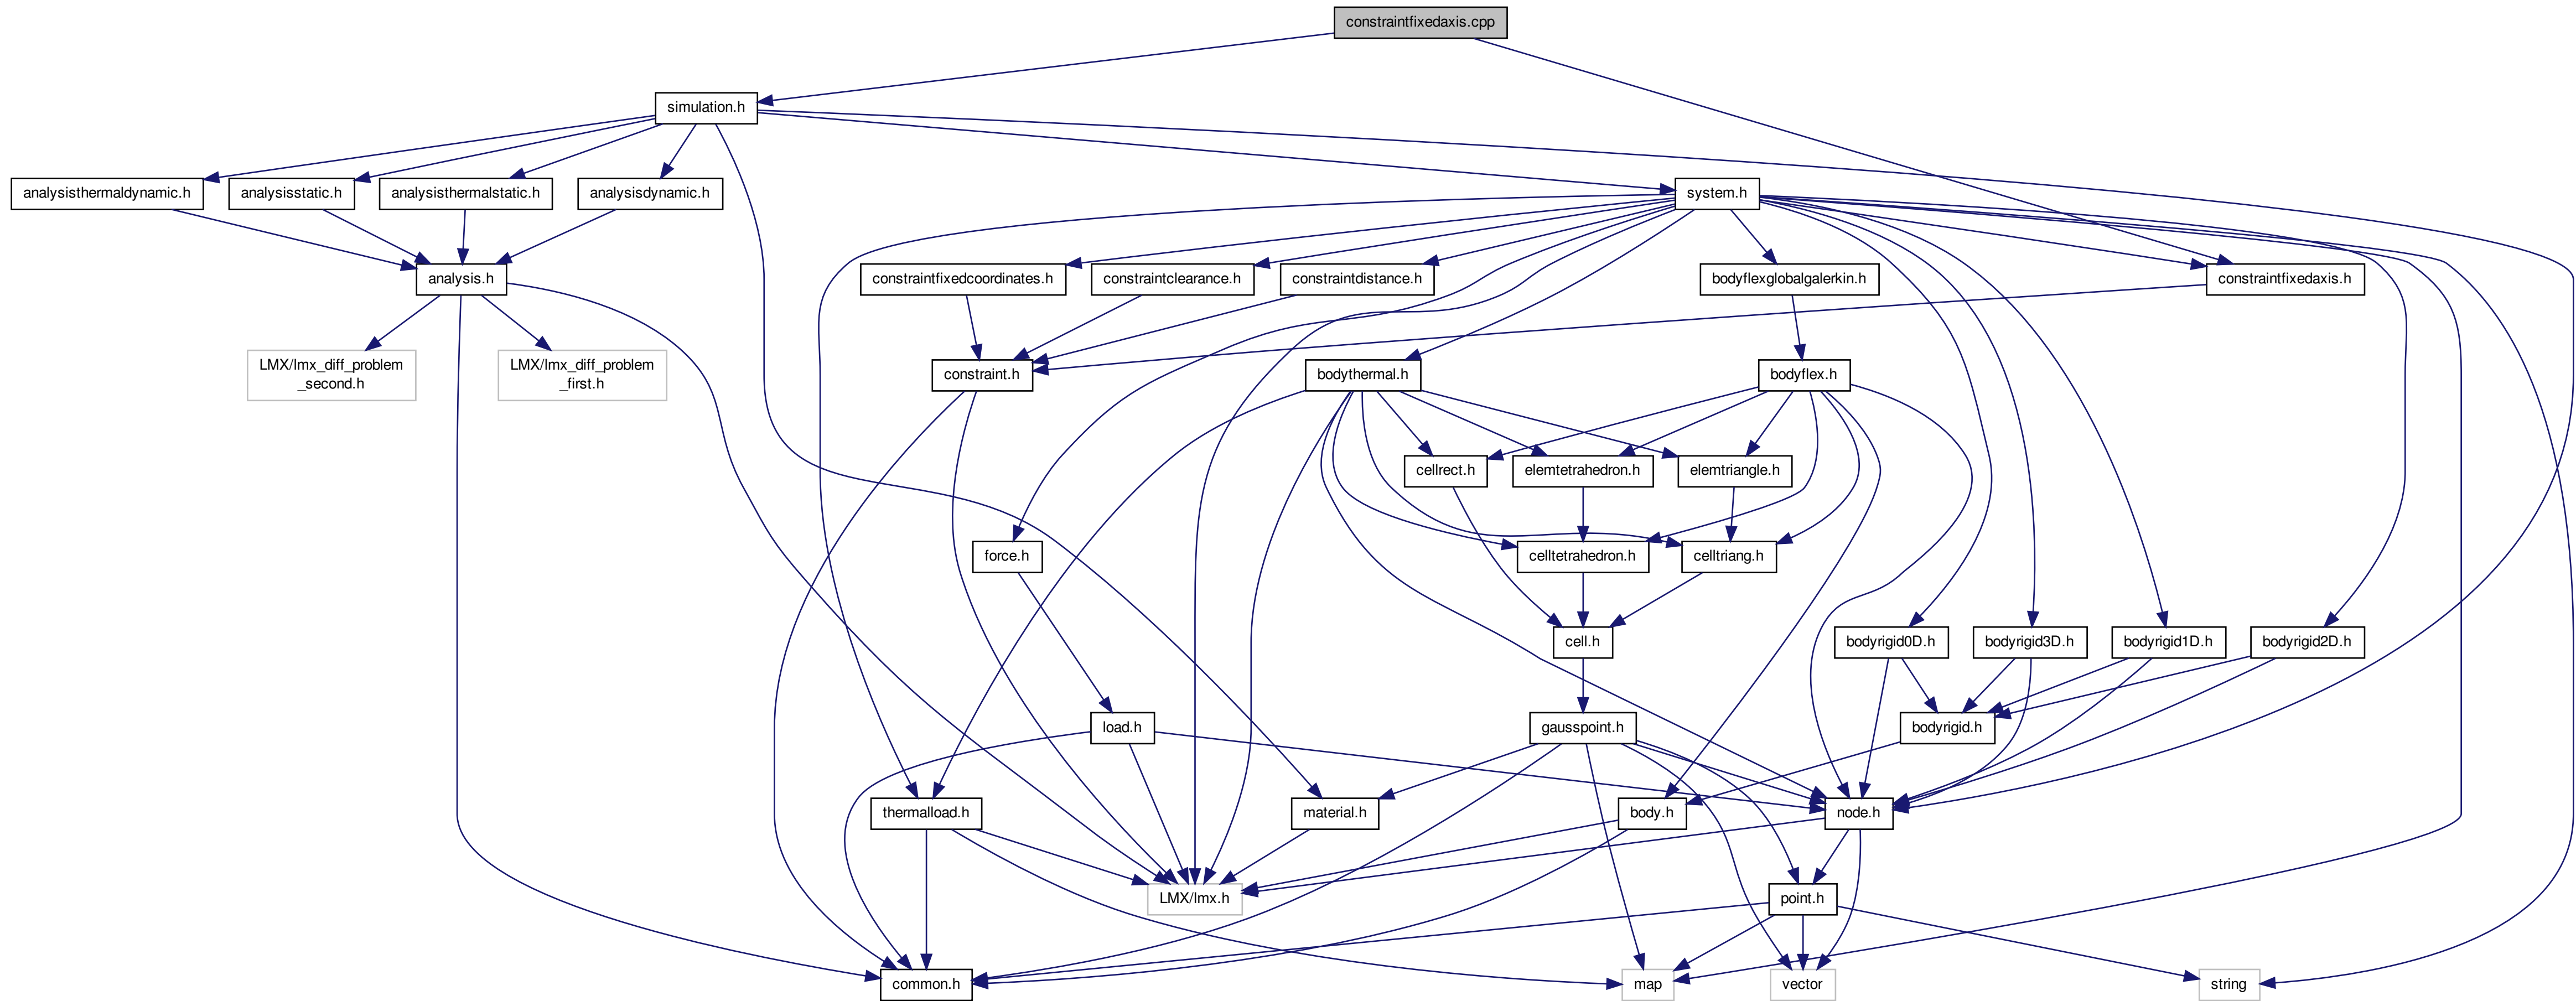 constraintfixedaxis.cpp
simulation.h
analysisthermaldynamic.h
analysisstatic.h
analysisthermalstatic.h
analysisdynamic.h
system.h
analysis.h
constraintfixedcoordinates.h
constraintclearance.h
constraintdistance.h
bodyflexglobalgalerkin.h
constraintfixedaxis.h
LMX/lmx_diff_problem
_second.h
LMX/lmx_diff_problem
_first.h
constraint.h
bodythermal.h
bodyflex.h
cellrect.h
elemtetrahedron.h
elemtriangle.h
force.h
celltetrahedron.h
celltriang.h
cell.h
bodyrigid0D.h
bodyrigid3D.h
bodyrigid1D.h
bodyrigid2D.h
load.h
gausspoint.h
bodyrigid.h
thermalload.h
material.h
body.h
node.h
LMX/lmx.h
point.h
common.h
map
vector
string